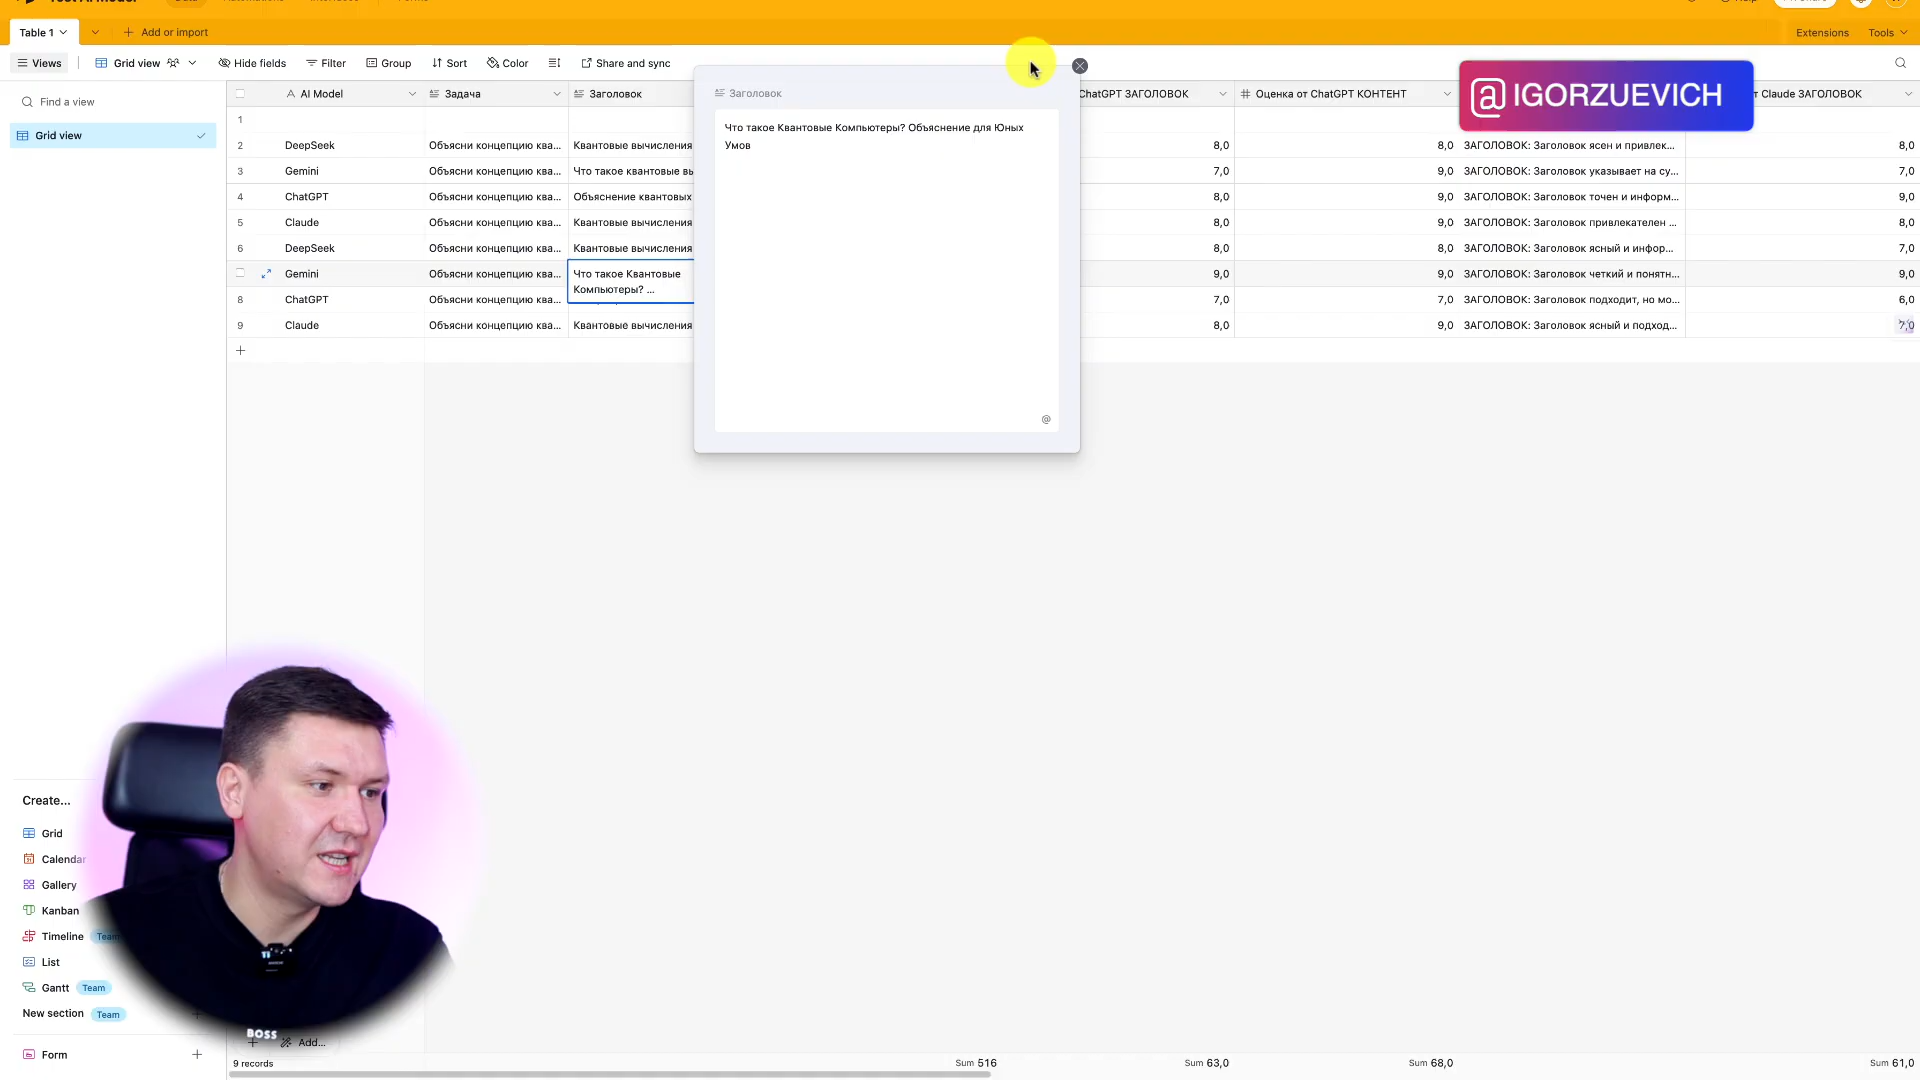 Table 1
Add or import
Extensions
Tools
Views
Grid view
Hide fields
Filter
Group
Sort
Color
Share and sync
Find a view
Grid view
AI Model
Задача
Заголовок
ChatGPT ЗАГОЛОВОК
Оценка от ChatGPT КОНТЕНТ
т Claude ЗАГОЛОВОК
@IGORZUEVICH
Заголовок
Что такое Квантовые Компьютеры? Объяснение для Юных
Умов
@
1
2 DeepSeek Объясни концепцию ква... Квантовые вычисления 8,0 8,0 ЗАГОЛОВОК: Заголовок ясен и привлек... 8,0
3 Gemini Объясни концепцию ква... Что такое квантовые вы 7,0 9,0 ЗАГОЛОВОК: Заголовок указывает на су... 7,0
4 ChatGPT Объясни концепцию ква... Объяснение квантовых 8,0 9,0 ЗАГОЛОВОК: Заголовок точен и информ... 9,0
5 Claude Объясни концепцию ква... Квантовые вычисления 8,0 9,0 ЗАГОЛОВОК: Заголовок привлекателен ... 8,0
6 DeepSeek Объясни концепцию ква... Квантовые вычисления 8,0 8,0 ЗАГОЛОВОК: Заголовок ясный и инфор... 7,0
Gemini Объясни концепцию ква... Что такое Квантовые 9,0 9,0 ЗАГОЛОВОК: Заголовок четкий и понятн... 9,0
Компьютеры? ...
8 ChatGPT Объясни концепцию ква... 7,0 7,0 ЗАГОЛОВОК: Заголовок подходит, но мо... 6,0
9 Claude Объясни концепцию ква... Квантовые вычисления 8,0 9,0 ЗАГОЛОВОК: Заголовок ясный и подход... 7,0
Create...
Grid
Calendar
Gallery
Kanban
Timeline Team
List
Gantt Team
New section Team
Form
BOSS
Add...
9 records
Sum 516
Sum 63,0
Sum 68,0
Sum 61,0